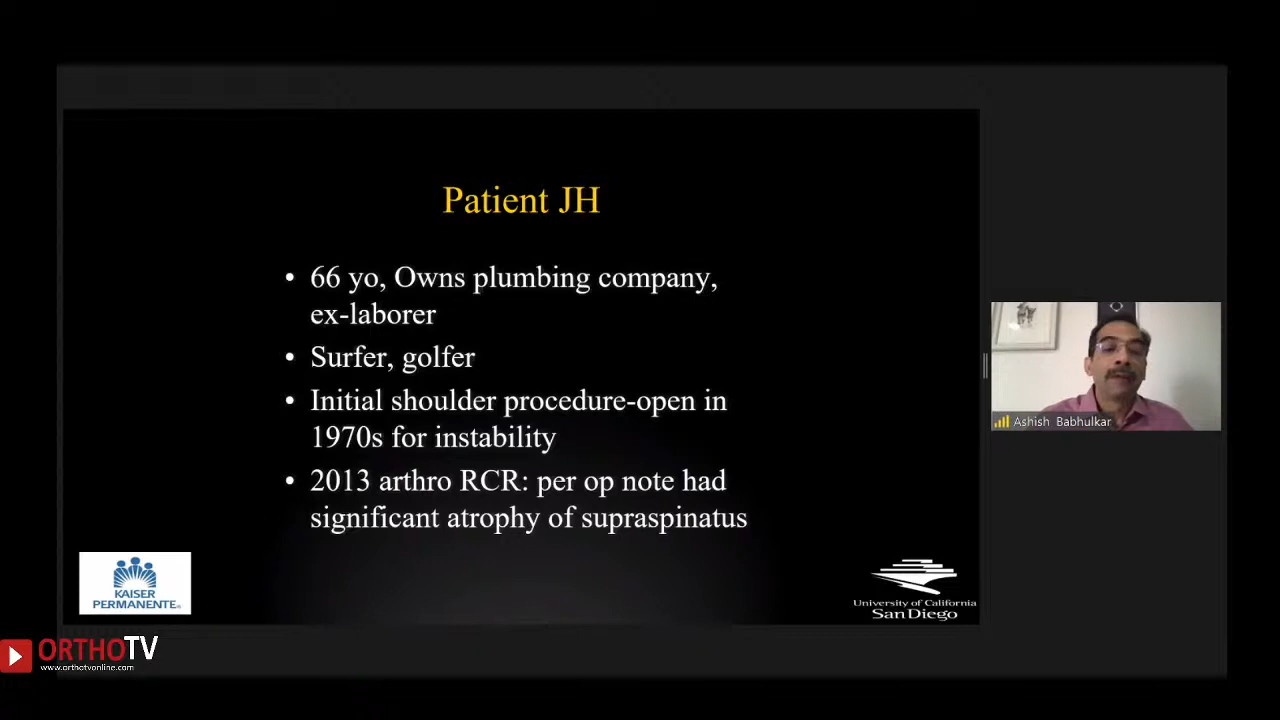 Patient JH
• 66 yo, Owns plumbing company,
ex-laborer
• Surfer, golfer
• Initial shoulder procedure-open in
1970s for instability
• 2013 arthro RCR: per op note had
significant atrophy of supraspinatus
Ashish Babhulkar
KAISER
PERMANENTE®
University of California
San Diego
ORTHOTV
www.orthotvonline.com